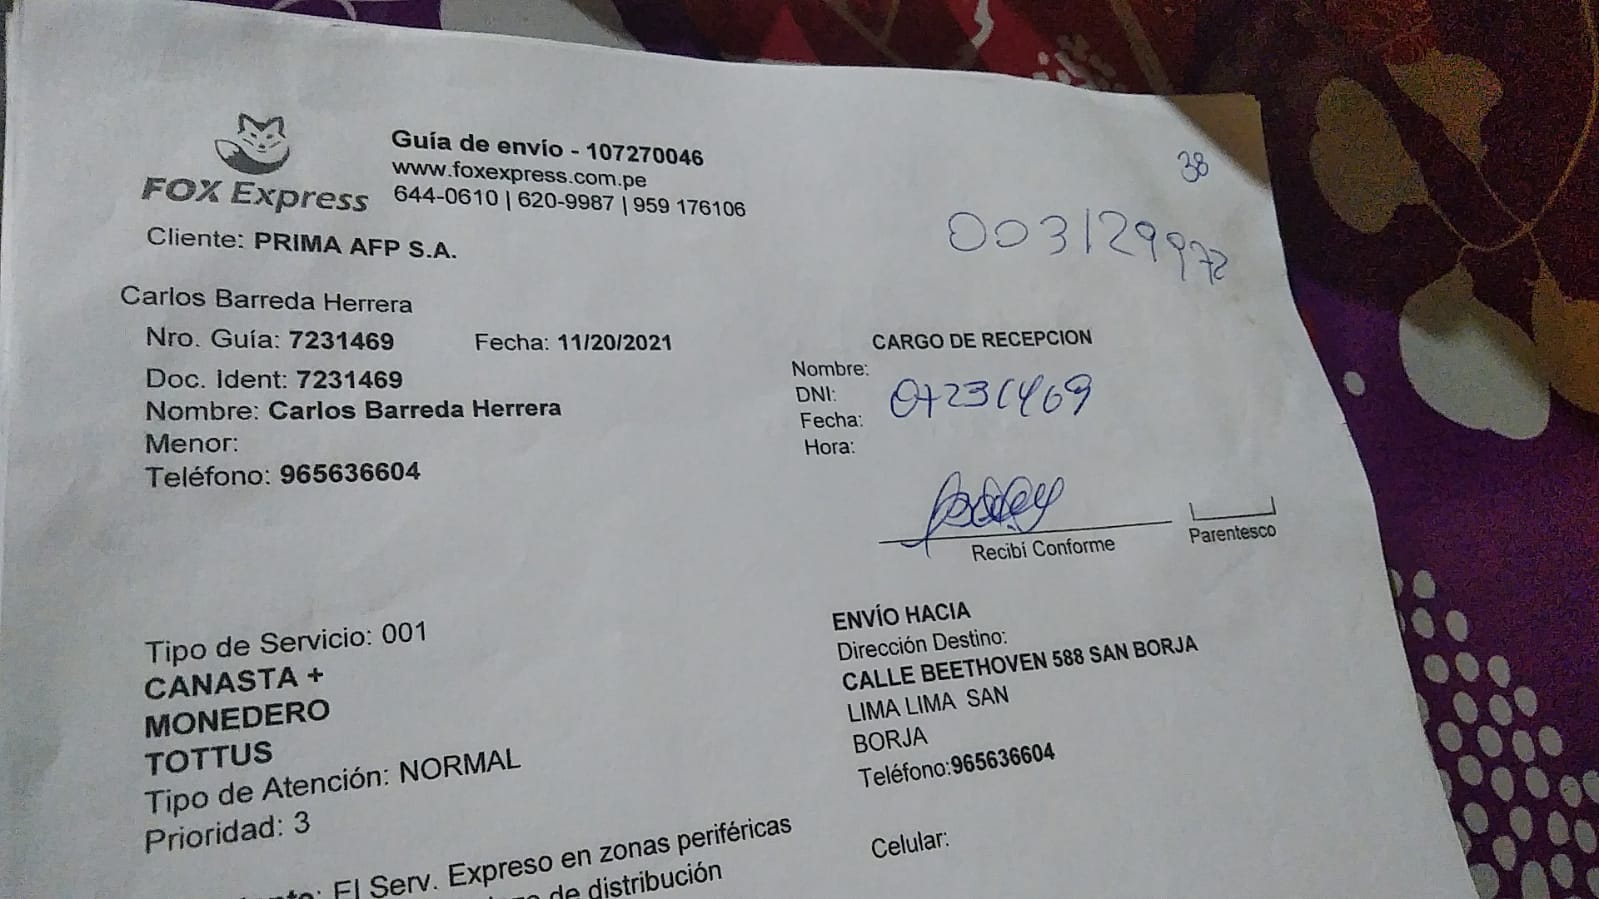 FOX Express
Guía de envío - 107270046
www.foxexpress.com.pe
644-0610 | 620-9987 | 959 176106
38
003129972
Cliente: PRIMA AFP S.A.
Carlos Barreda Herrera
Nro. Guía: 7231469 Fecha: 11/20/2021
Doc. Ident: 7231469
Nombre: Carlos Barreda Herrera
Menor:
Teléfono: 965636604
CARGO DE RECEPCION
Nombre:
DNI: 07231469
Fecha:
Hora:
Recibí Conforme
Parentesco
Tipo de Servicio: 001
CANASTA +
MONEDERO
TOTTUS
Tipo de Atención: NORMAL
Prioridad: 3
ENVÍO HACIA
Dirección Destino:
CALLE BEETHOVEN 588 SAN BORJA
LIMA LIMA SAN
BORJA
Teléfono:965636604
Celular:
El Serv. Expreso en zonas periféricas
de distribución